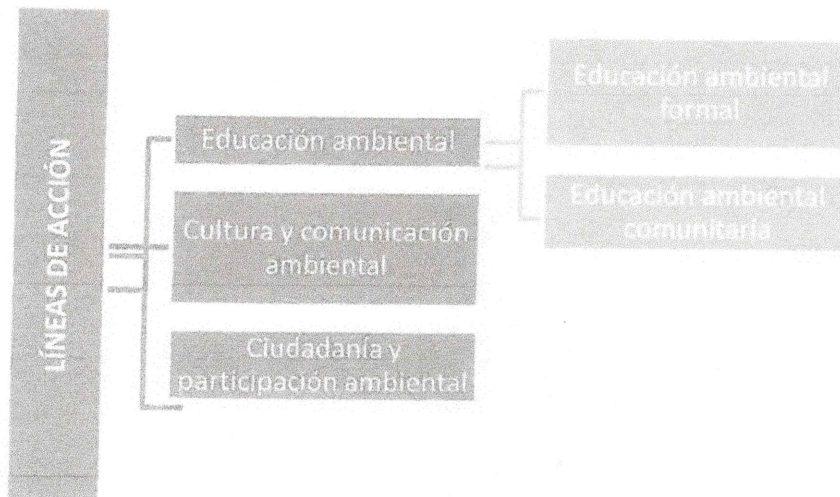 LÍNEAS DE ACCIÓN
Educación ambiental
Cultura y comunicación
ambiental
Ciudadanía y
participación ambiental
Educación ambiental
formal
Educación ambiental
comunitaria